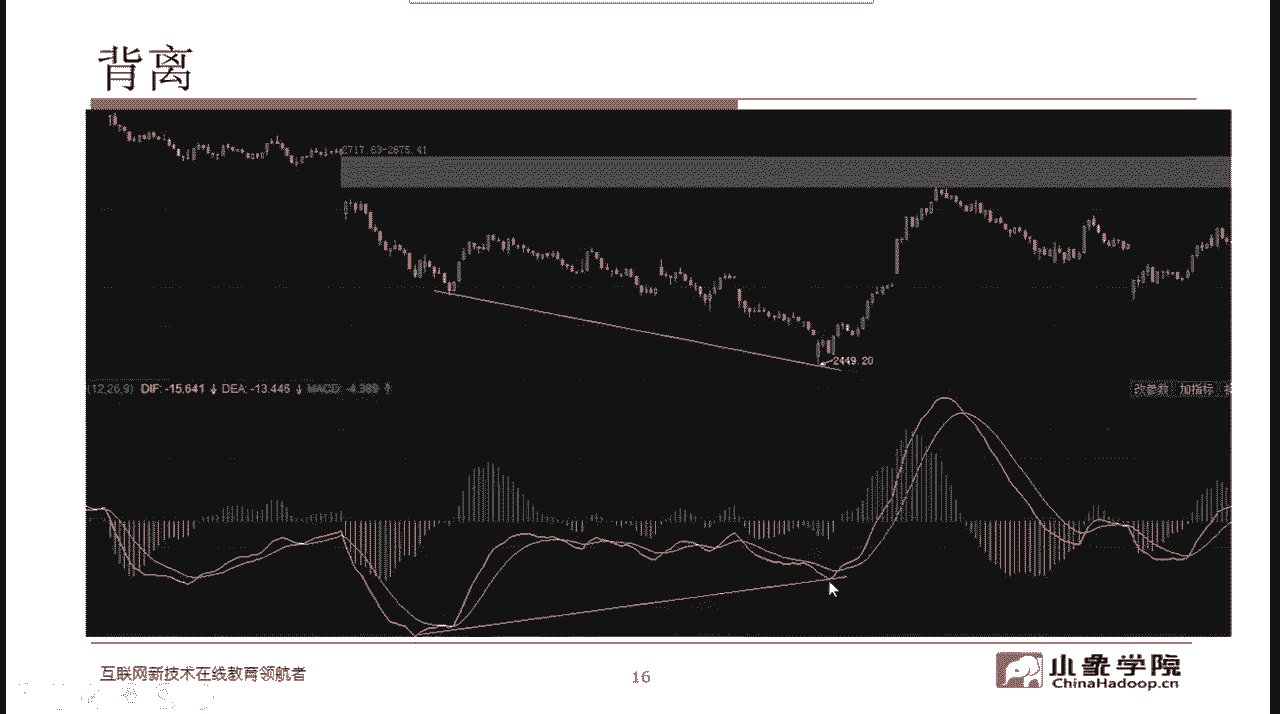 背离
2717.63-2675.41
2449.20
(12,26,9) DIF: -15.641 ↓ DEA: -13.446 ↓ MACD: -4.389 ↑
改参数 加指标
互联网新技术在线教育领航者
16
小象学院
ChinaHadoop.cn